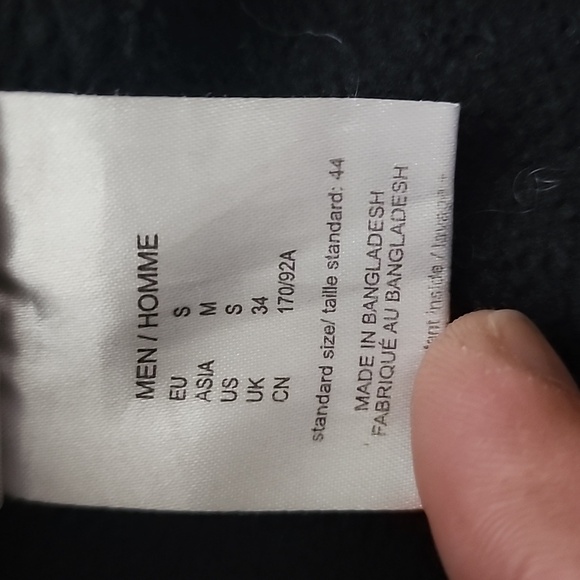 MEN / HOMME
EU S
ASIA M
US S
UK 34
CN 170/92A
standard size/ taille standard: 44
MADE IN BANGLADESH
FABRIQUÉ AU BANGLADESH
inside /